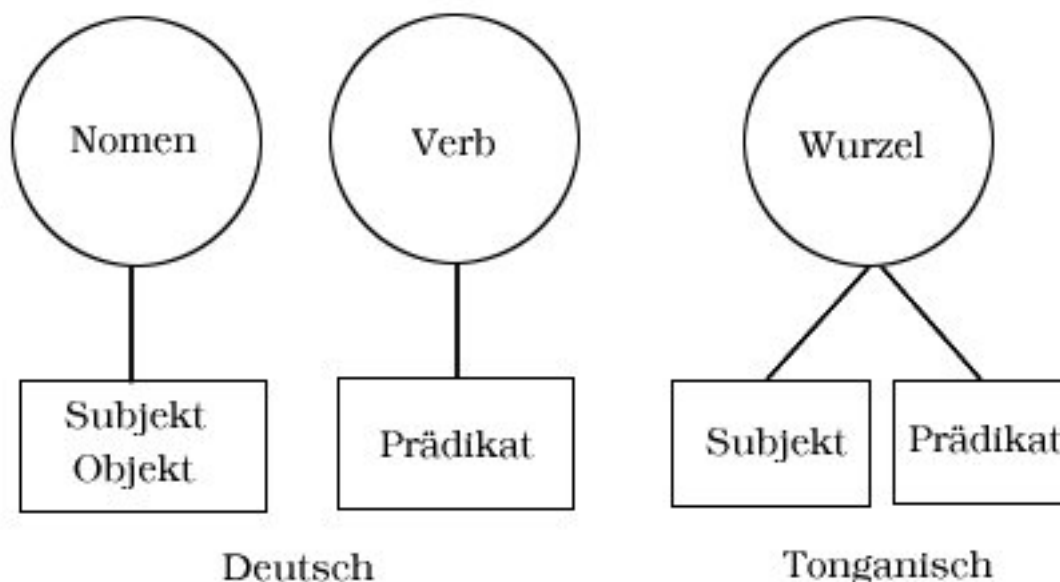 Nomen
Verb
Wurzel
Subjekt
Objekt
Prädikat
Subjekt
Prädikat
Deutsch
Tonganisch